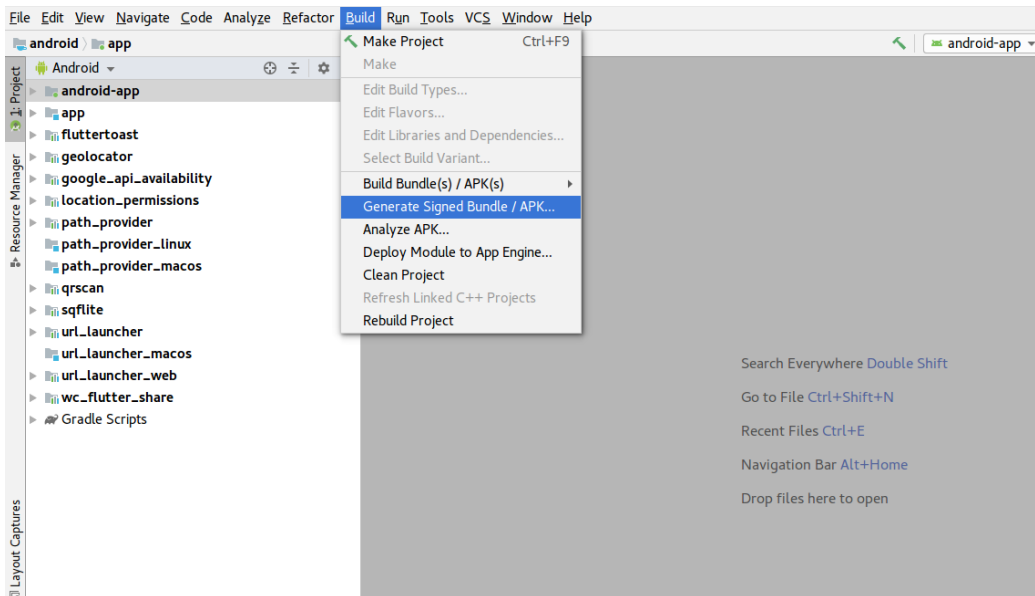 File Edit View Navigate Code Analyze Refactor Build Run Tools VCS Window Help
android app
android-app
Android
1: Project
Resource Manager
Layout Captures
android-app
app
fluttertoast
geolocator
google_api_availability
location_permissions
path_provider
path_provider_linux
path_provider_macos
qrscan
sqflite
url_launcher
url_launcher_macos
url_launcher_web
wc_flutter_share
Gradle Scripts
Make Project Ctrl+F9
Make
Edit Build Types...
Edit Flavors...
Edit Libraries and Dependencies...
Select Build Variant...
Build Bundle(s) / APK(s)
Generate Signed Bundle / APK...
Analyze APK...
Deploy Module to App Engine...
Clean Project
Refresh Linked C++ Projects
Rebuild Project
Search Everywhere Double Shift
Go to File Ctrl+Shift+N
Recent Files Ctrl+E
Navigation Bar Alt+Home
Drop files here to open